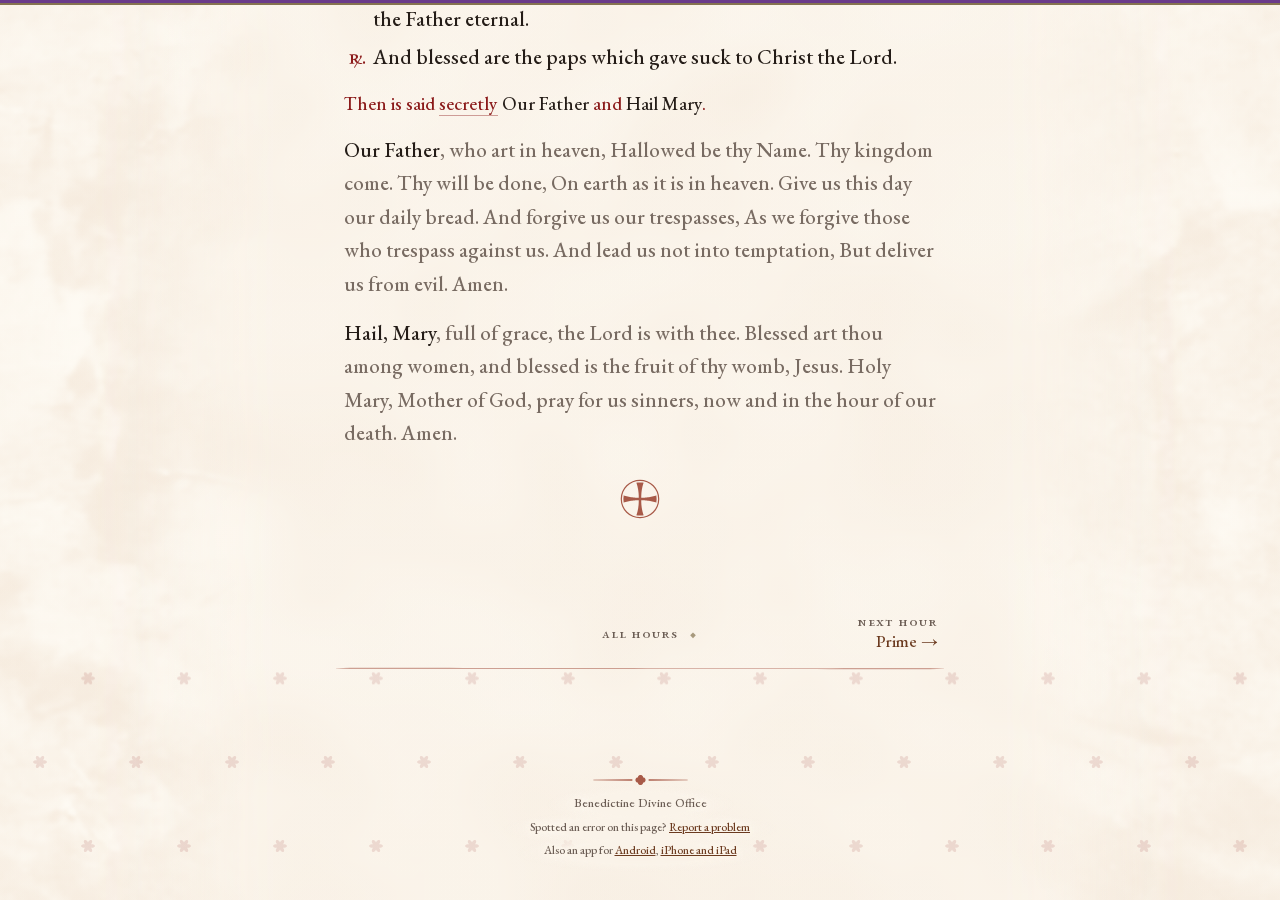 the Father eternal.
℟. And blessed are the paps which gave suck to Christ the Lord.
Then is said secretly Our Father and Hail Mary.
Our Father, who art in heaven, Hallowed be thy Name. Thy kingdom
come. Thy will be done, On earth as it is in heaven. Give us this day
our daily bread. And forgive us our trespasses, As we forgive those
who trespass against us. And lead us not into temptation, But deliver
us from evil. Amen.
Hail, Mary, full of grace, the Lord is with thee. Blessed art thou
among women, and blessed is the fruit of thy womb, Jesus. Holy
Mary, Mother of God, pray for us sinners, now and in the hour of our
death. Amen.
ALL HOURS
NEXT HOUR
Prime →
Benedictine Divine Office
Spotted an error on this page? Report a problem
Also an app for Android, iPhone and iPad